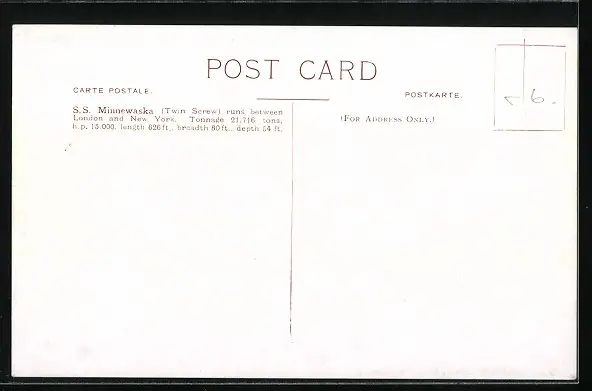 POST CARD
CARTE POSTALE.
POSTKARTE.
S.S. Minnewaska (Twin Screw) runs between
London and New York. Tonnage 21,716 tons,
h.p. 15,000, length 626 ft., breadth 80 ft., depth 54 ft.
(For Address Only.)
6.